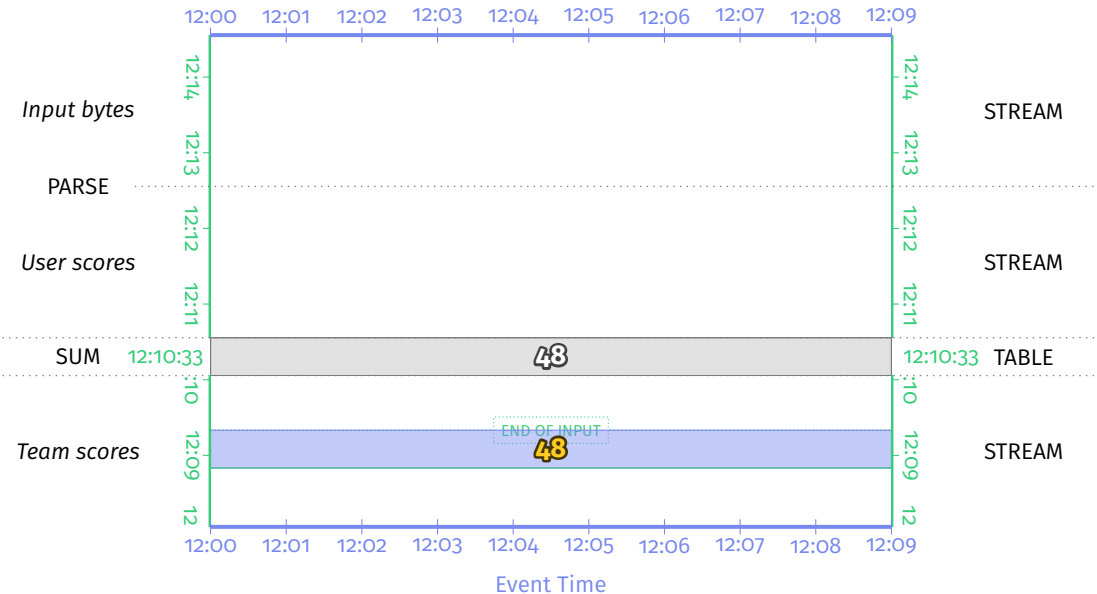 12:00 12:01 12:02 12:03 12:04 12:05 12:06 12:07 12:08 12:09
12:14 12:14
Input bytes STREAM
12:13 12:13
PARSE
12:12 12:12
User scores STREAM
12:11 12:11
SUM 12:10:33 48 12:10:33 TABLE
:10 :10
END OF INPUT
48
12:09 12:09
Team scores STREAM
12 12
12:00 12:01 12:02 12:03 12:04 12:05 12:06 12:07 12:08 12:09
Event Time